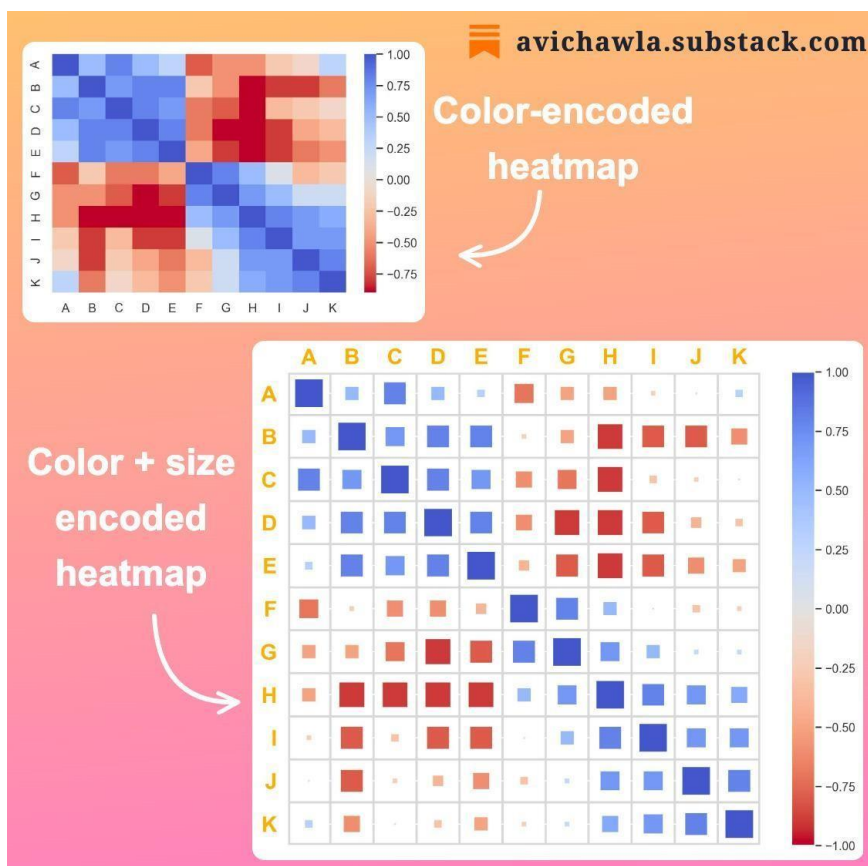 avichawla.substack.com
A
B
C
D
E
F
G
H
I
J
K
A B C D E F G H I J K
1.00
0.75
0.50
0.25
0.00
−0.25
−0.50
−0.75
Color-encoded
heatmap
Color + size
encoded
heatmap
A B C D E F G H I J K
A
B
C
D
E
F
G
H
I
J
K
1.00
0.75
0.50
0.25
0.00
−0.25
−0.50
−0.75
−1.00